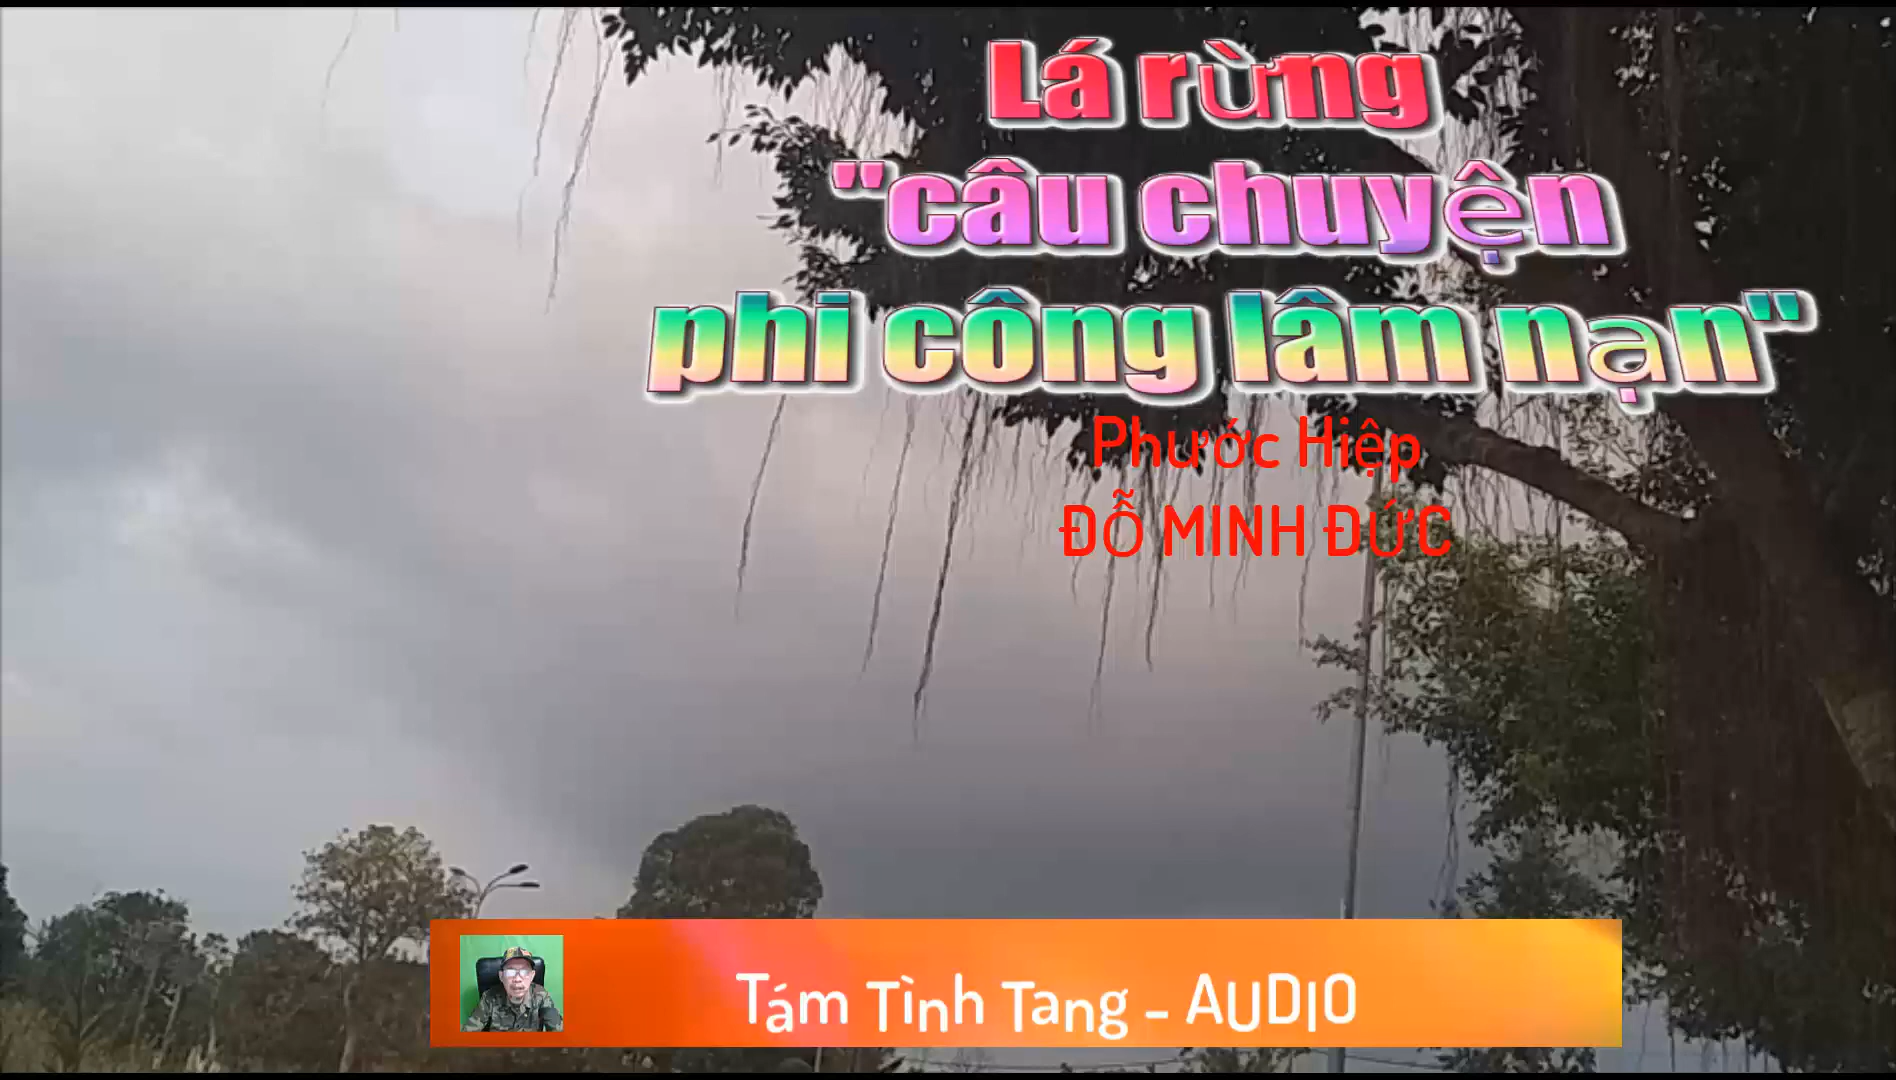 Lá rừng
"câu chuyện
phi công lâm nạn"
Phước Hiệp
ĐỖ MINH ĐỨC
Tám Tình Tang - AUDIO